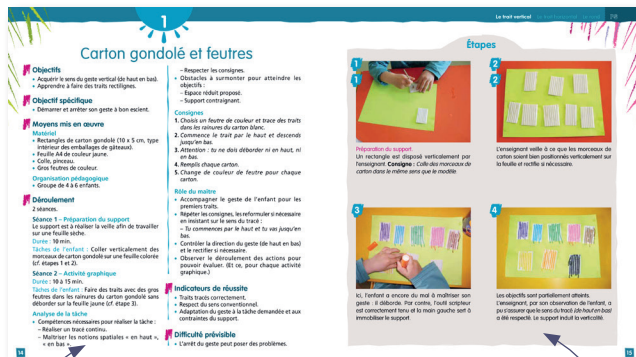 1
Carton gondolé et feutres
Objectifs
• Acquérir le sens du geste vertical (de haut en bas).
• Apprendre à faire des traits rectilignes.
Objectif spécifique
• Démarrer et arrêter son geste à bon escient.
Moyens mis en œuvre
Matériel
• Rectangles de carton gondolé (10 x 5 cm, type
intérieur des emballages de gâteaux).
• Feuille A4 de couleur jaune.
• Colle, pinceau.
• Gros feutres de couleur.
Organisation pédagogique
• Groupe de 4 à 6 enfants.
Déroulement
2 séances.
Séance 1 – Préparation du support
Le support est à réaliser la veille afin de travailler
sur une feuille sèche.
Durée : 10 min.
Tâches de l'enfant : Coller verticalement des
morceaux de carton gondolé sur une feuille colorée
(cf. étapes 1 et 2).
Séance 2 – Activité graphique
Durée : 10 à 15 min.
Tâches de l'enfant : Faire des traits avec des gros
feutres dans les rainures du carton gondolé sans
déborder sur la feuille jaune (cf. étape 3).
Analyse de la tâche
• Compétences nécessaires pour réaliser la tâche :
– Réaliser un tracé continu.
– Maîtriser les notions spatiales « en haut »,
« en bas ».
– Respecter les consignes.
• Obstacles à surmonter pour atteindre les
objectifs :
– Espace réduit proposé.
– Support contraignant.
Consignes
1. Choisis un feutre de couleur et trace des traits
dans les rainures du carton blanc.
2. Commence le trait par le haut et descends
jusqu'en bas.
3. Attention : tu ne dois déborder ni en haut, ni
en bas.
4. Remplis chaque carton.
5. Change de couleur de feutre pour chaque
carton.
Rôle du maître
• Accompagner le geste de l'enfant pour les
premiers traits.
• Répéter les consignes, les reformuler si nécessaire
en insistant sur le sens du tracé :
– Tu commences par le haut et tu vas jusqu'en
bas.
• Contrôler la direction du geste (de haut en bas)
et le rectifier si nécessaire.
• Observer le déroulement des actions pour
pouvoir évaluer. (Et ce, pour chaque activité
graphique.)
Indicateurs de réussite
• Traits tracés correctement.
• Respect du sens conventionnel.
• Adaptation du geste à la tâche demandée et aux
contraintes du support.
Difficulté prévisible
• L'arrêt du geste peut poser des problèmes.
14
Le trait vertical
Étapes
1
1
Préparation du support.
Un rectangle est disposé verticalement par
l'enseignant. Consigne : Colle des morceaux de
carton dans le même sens que le modèle.
2
2
L'enseignant veille à ce que les morceaux de
carton soient bien positionnés verticalement sur
la feuille et rectifie si nécessaire.
3
Ici, l'enfant a encore du mal à maîtriser son
geste : il déborde. Par contre, l'outil scripteur
est correctement tenu et la main gauche sert à
immobiliser le support.
4
Les objectifs sont partiellement atteints.
L'enseignant, par son observation de l'enfant, a
pu s'assurer que le sens du tracé (de haut en bas)
a été respecté. Le support induit la verticalité.
15